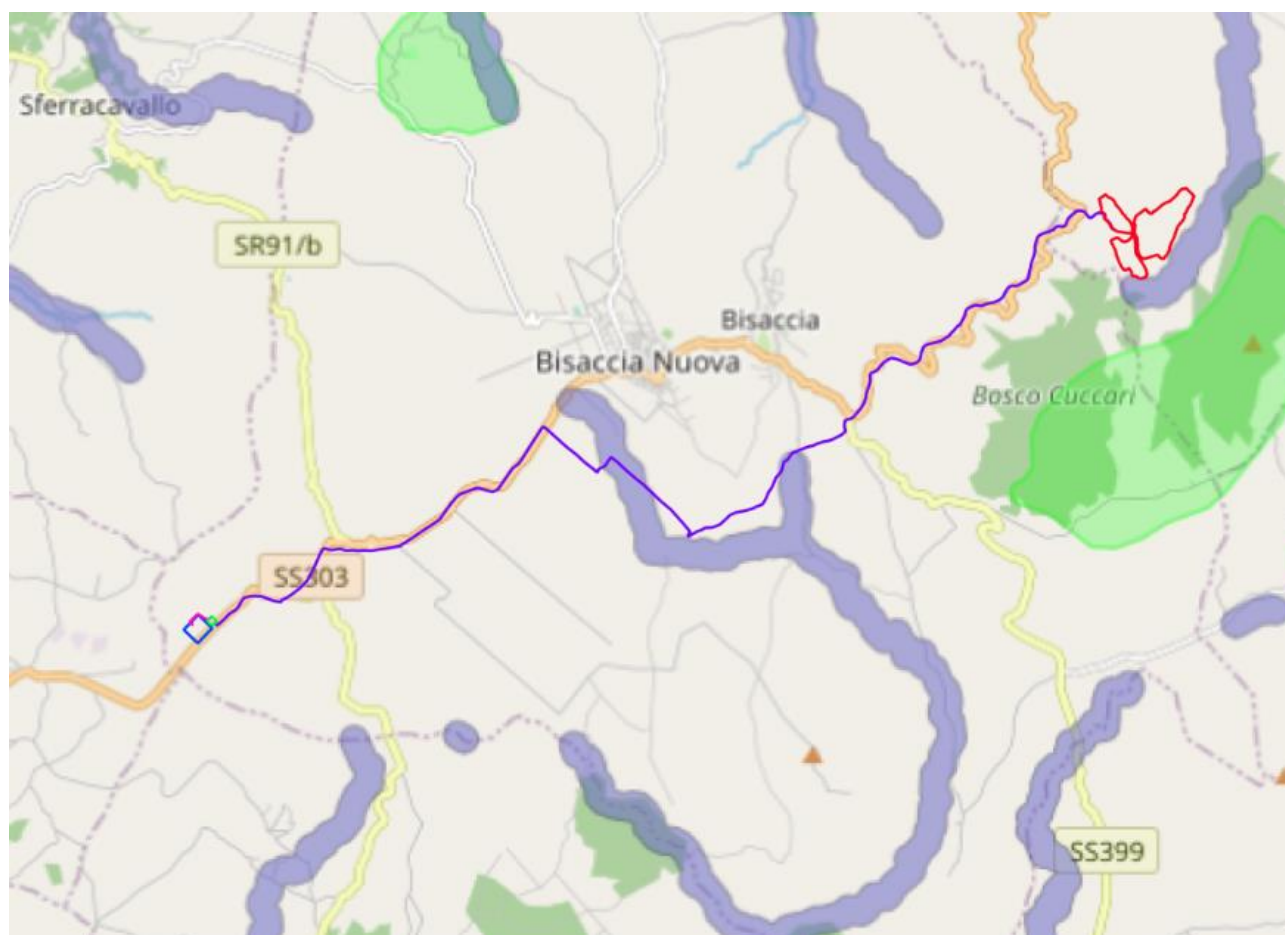 Sferracavallo
SR91/b
Bisaccia
Bisaccia Nuova
Bosco Cuccari
SS303
SS399